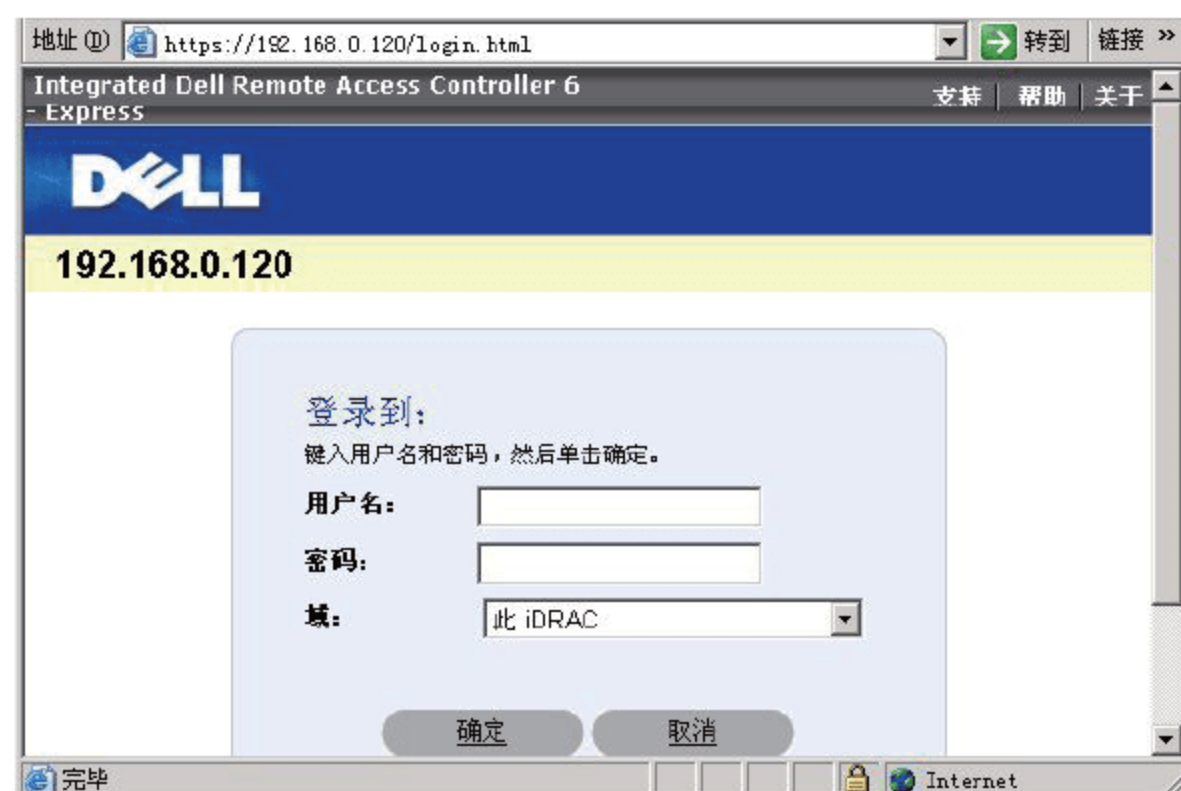 地址(D) https://192.168.0.120/login.html 转到 链接 »
Integrated Dell Remote Access Controller 6
- Express 支持 | 帮助 | 关于
DELL
192.168.0.120
登录到:
键入用户名和密码，然后单击确定。
用户名:
密码:
域: 此 iDRAC
确定 取消
完毕 Internet